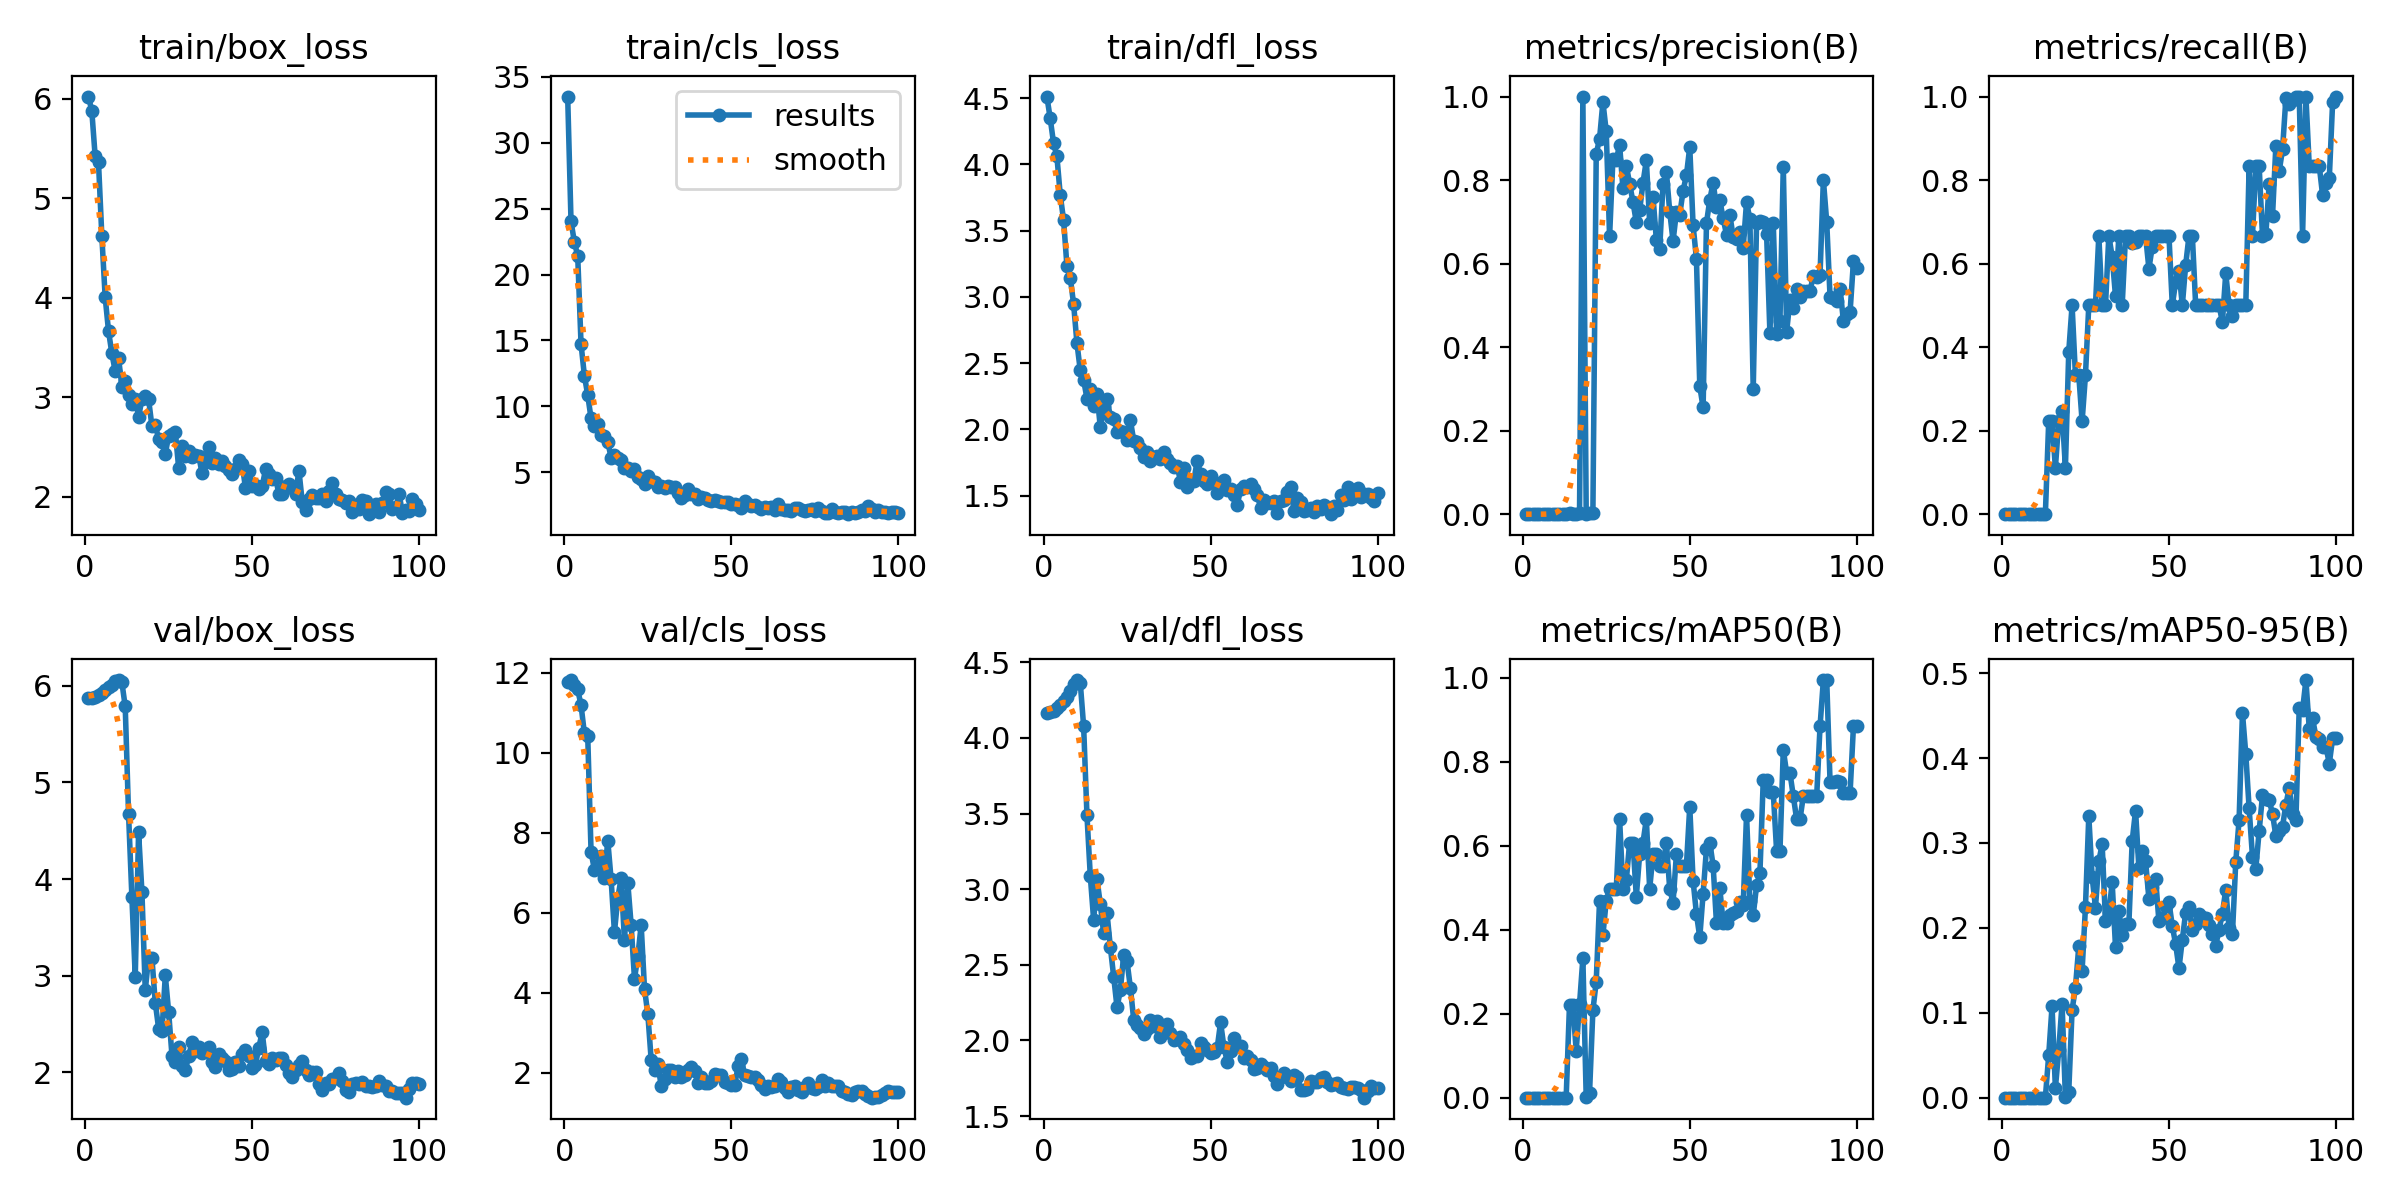 train/box_loss
6
5
4
3
2
0 50 100
train/cls_loss
35
30
25
20
15
10
5
results
smooth
0 50 100
train/dfl_loss
4.5
4.0
3.5
3.0
2.5
2.0
1.5
0 50 100
metrics/precision(B)
1.0
0.8
0.6
0.4
0.2
0.0
0 50 100
metrics/recall(B)
1.0
0.8
0.6
0.4
0.2
0.0
0 50 100
val/box_loss
6
5
4
3
2
0 50 100
val/cls_loss
12
10
8
6
4
2
0 50 100
val/dfl_loss
4.5
4.0
3.5
3.0
2.5
2.0
1.5
0 50 100
metrics/mAP50(B)
1.0
0.8
0.6
0.4
0.2
0.0
0 50 100
metrics/mAP50-95(B)
0.5
0.4
0.3
0.2
0.1
0.0
0 50 100